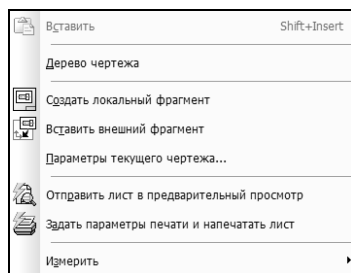 Вставить Shift+Insert
Дерево чертежа
Создать локальный фрагмент
Вставить внешний фрагмент
Параметры текущего чертежа...
Отправить лист в предварительный просмотр
Задать параметры печати и напечатать лист
Измерить